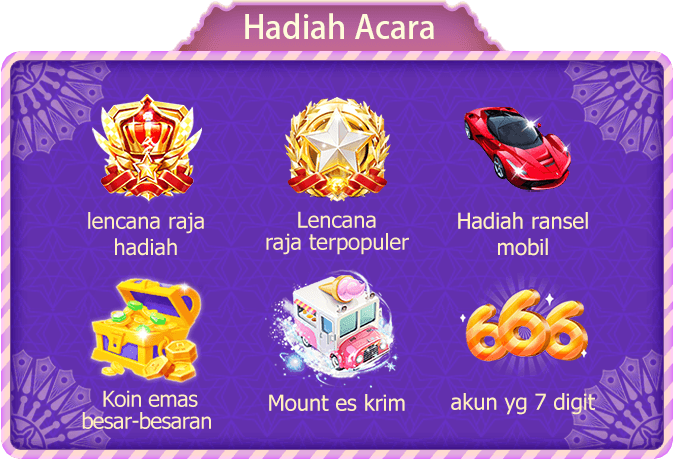 Hadiah Acara
lencana raja
hadiah
Lencana
raja terpopuler
Hadiah ransel
mobil
Koin emas
besar-besaran
Mount es krim
666
akun yg 7 digit